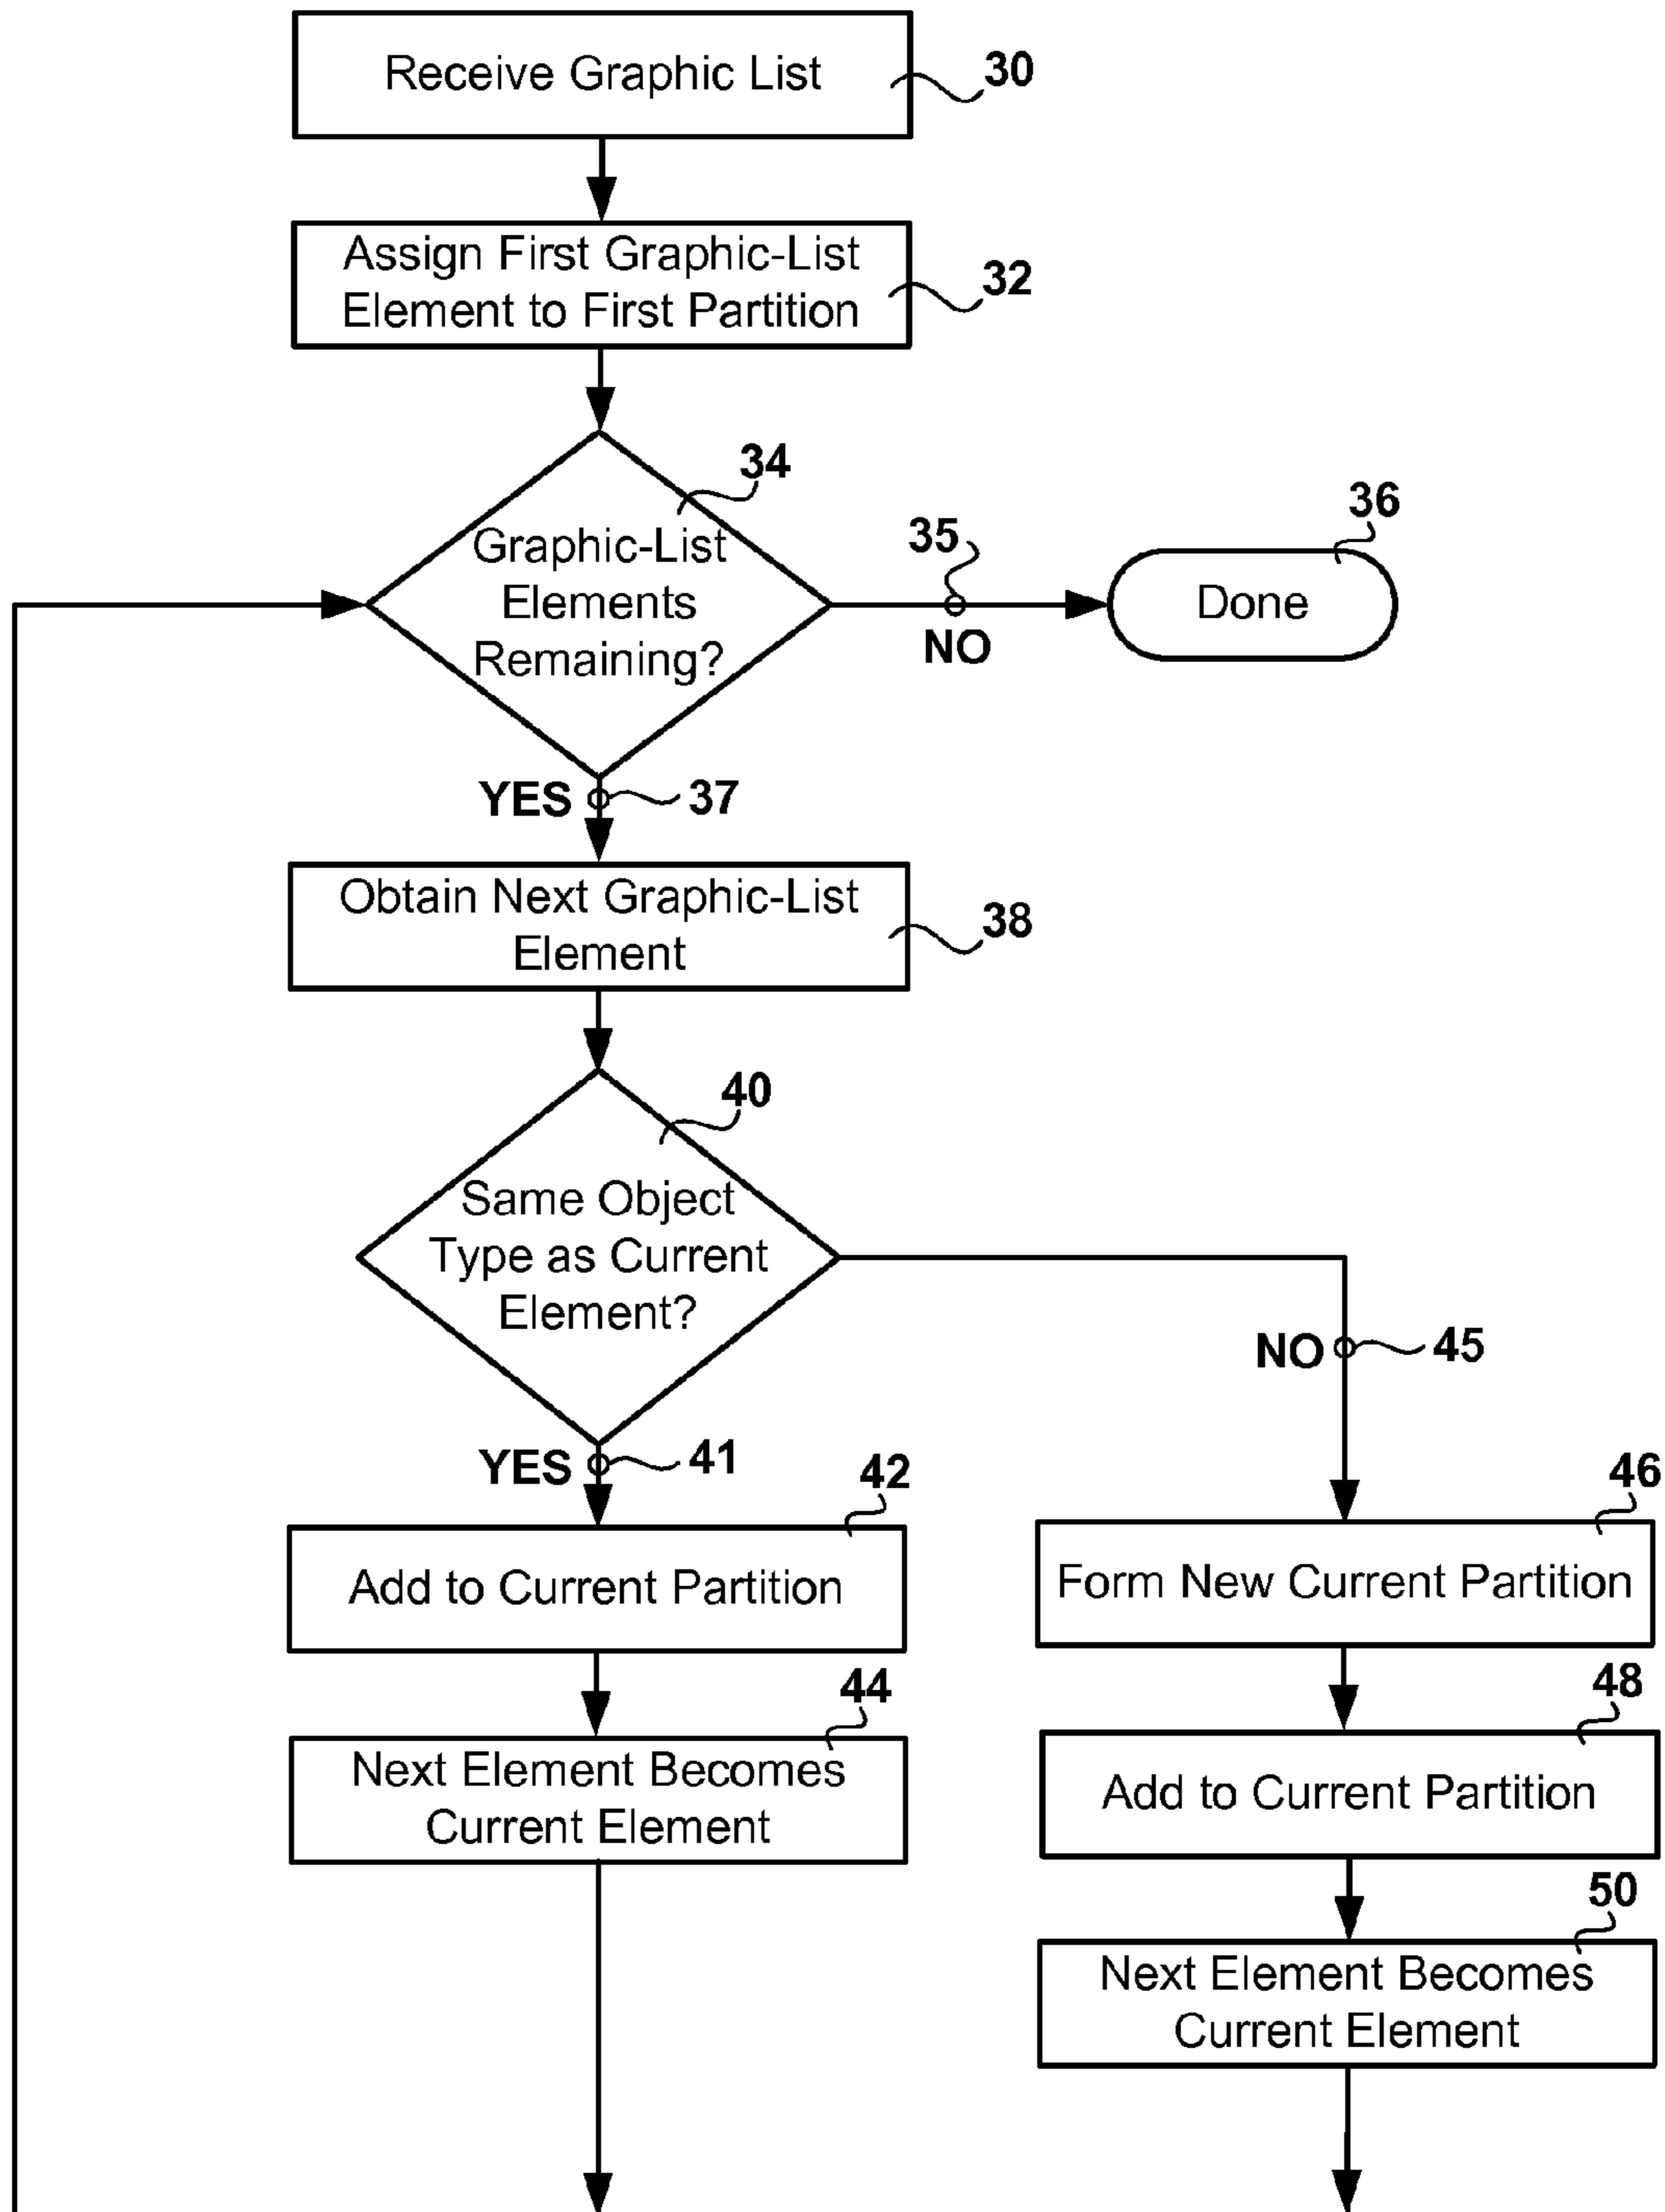 Receive Graphic List
30
Assign First Graphic-List
Element to First Partition
32
34
Graphic-List
Elements
Remaining?
35
NO
36
Done
YES
37
Obtain Next Graphic-List
Element
38
40
Same Object
Type as Current
Element?
NO
45
YES
41
42
Add to Current Partition
46
Form New Current Partition
44
Next Element Becomes
Current Element
48
Add to Current Partition
50
Next Element Becomes
Current Element